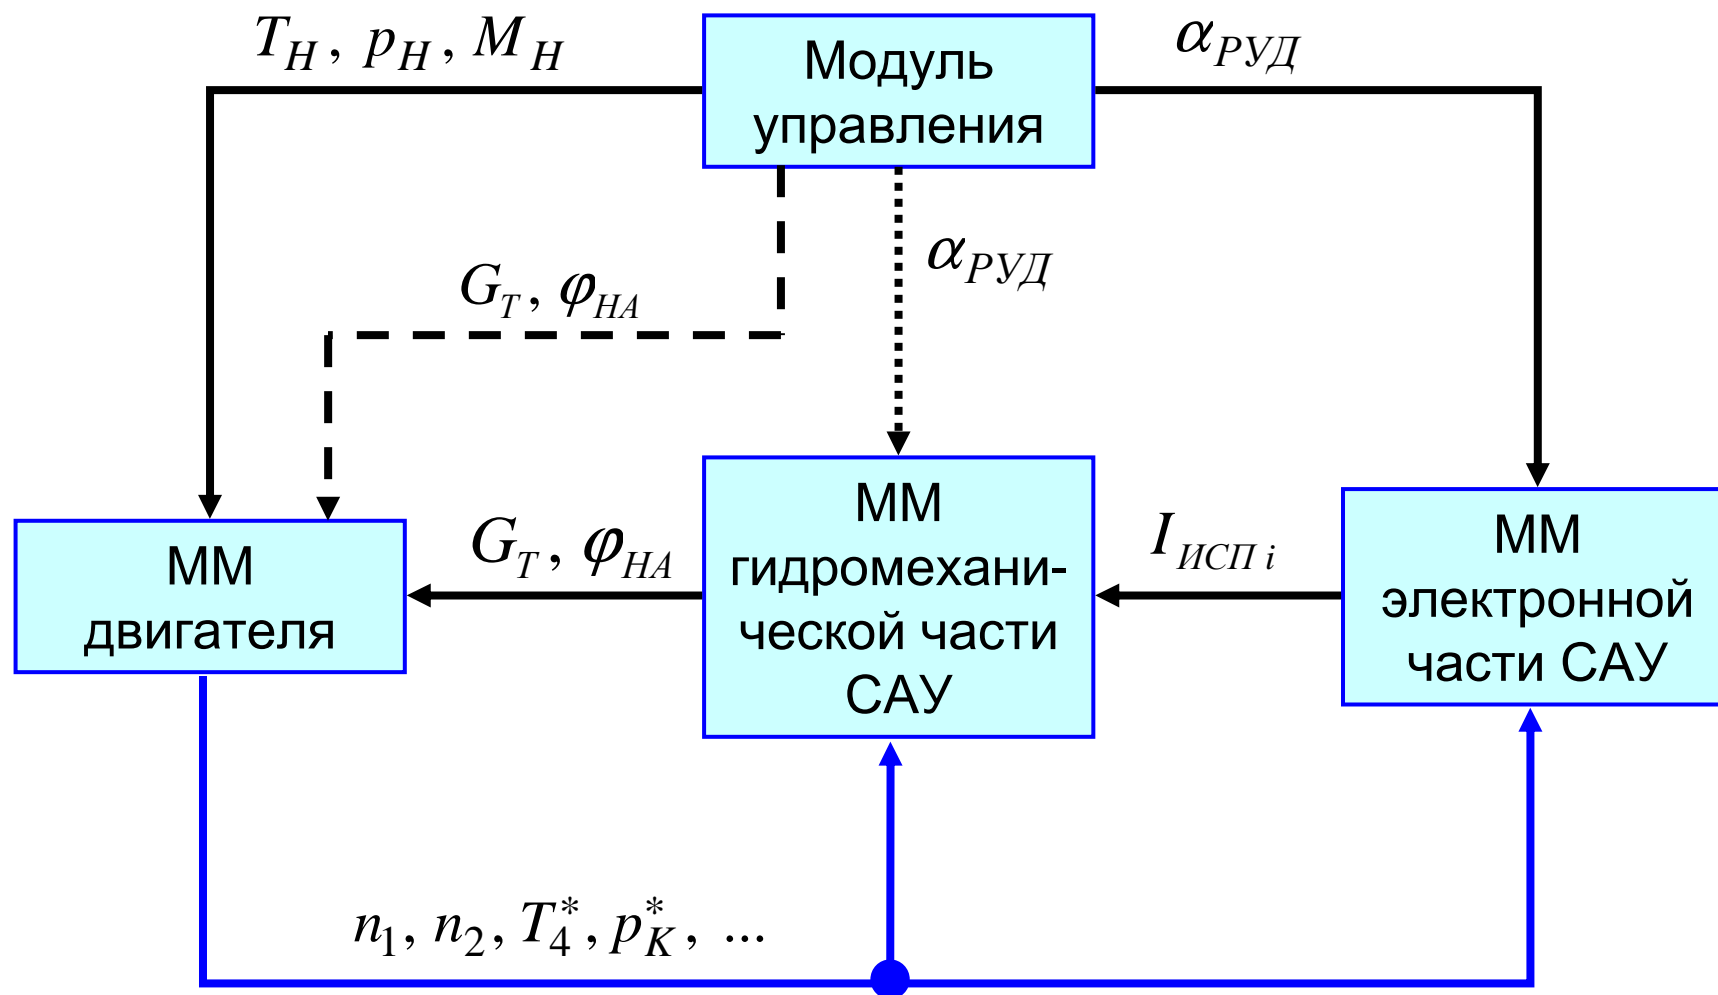 T_H, p_H, M_H
Модуль
управления
α_РУД
G_T, φ_НА
α_РУД
ММ
двигателя
G_T, φ_НА
ММ
гидромехани-
ческой части
САУ
I_ИСП i
ММ
электронной
части САУ
n_1, n_2, T_4^*, p_K^*, ...